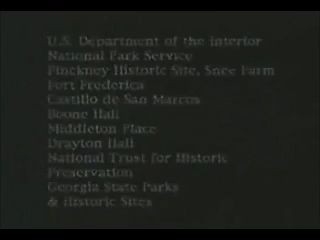 U.S. Department of the Interior
National Park Service
Pinckney Historic Site, Snee Farm
Fort Frederica
Castillo de San Marcos
Boone Hall
Middleton Place
Drayton Hall
National Trust for Historic
Preservation
Georgia State Parks
& Historic Sites